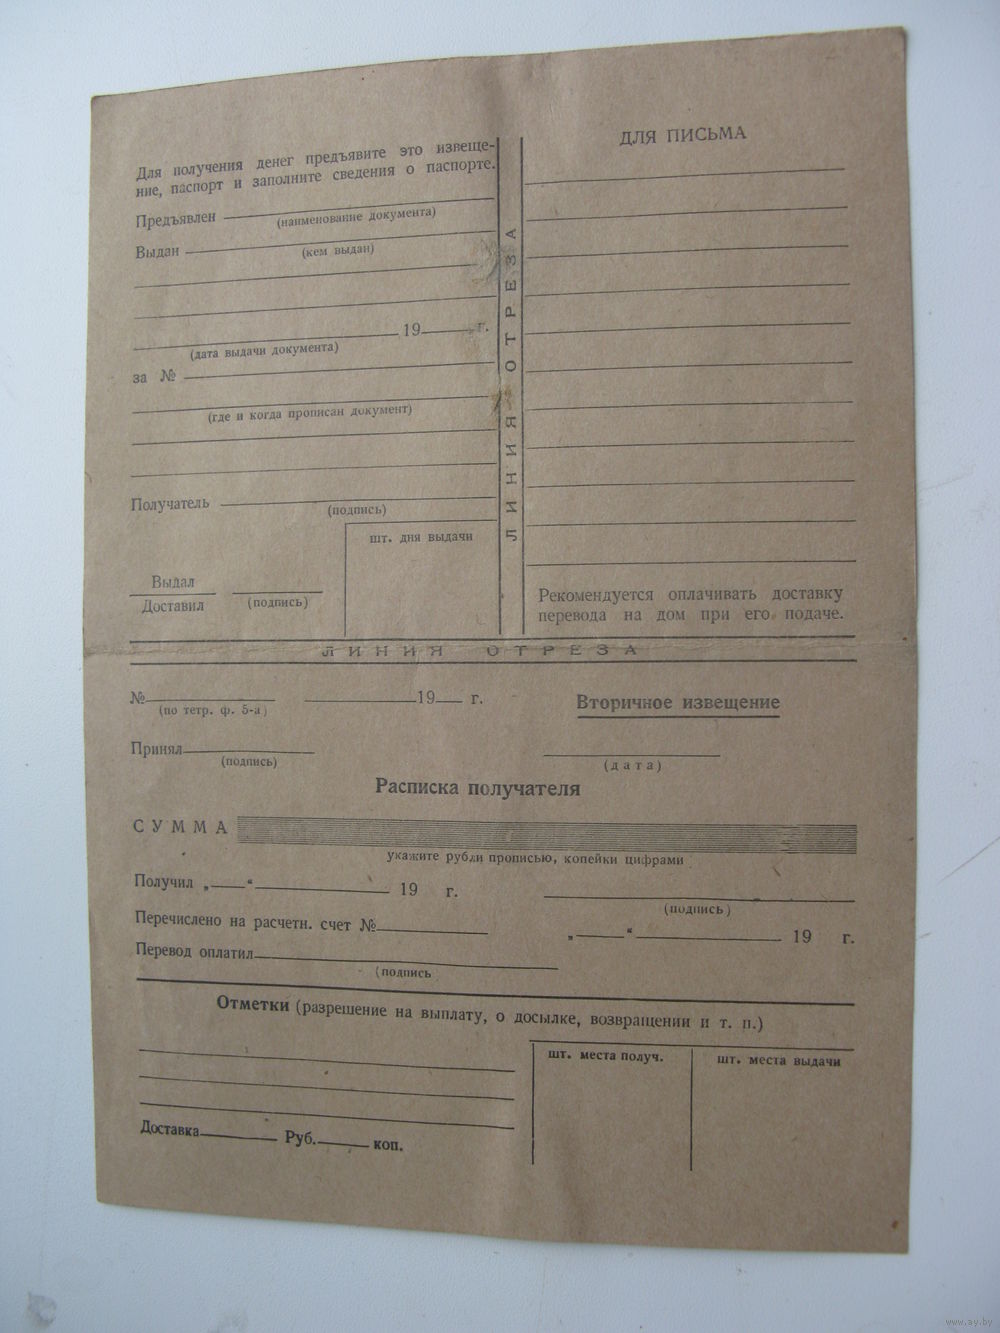 Для получения денег предъявите это извеще-
ние, паспорт и заполните сведения о паспорте.
Предъявлен
(наименование документа)
Выдан
(кем выдан)
19 г.
(дата выдачи документа)
за №
(где и когда прописан документ)
Получатель
(подпись)
шт. дня выдачи
Выдал
Доставил
(подпись)
ЛИНИЯ ОТРЕЗА
ДЛЯ ПИСЬМА
Рекомендуется оплачивать доставку
перевода на дом при его подаче.
ЛИНИЯ ОТРЕЗА
№ 19 г.
(по тетр. ф. 5-а)
Вторичное извещение
Принял
(подпись)
(дата)
Расписка получателя
СУММА
укажите рубли прописью, копейки цифрами
Получил „ “ 19 г.
(подпись)
Перечислено на расчетн. счет №
„ “ 19 г.
Перевод оплатил
(подпись
Отметки (разрешение на выплату, о досылке, возвращении и т. п.)
шт. места получ.
шт. места выдачи
Доставка Руб. коп.
www.ay.by